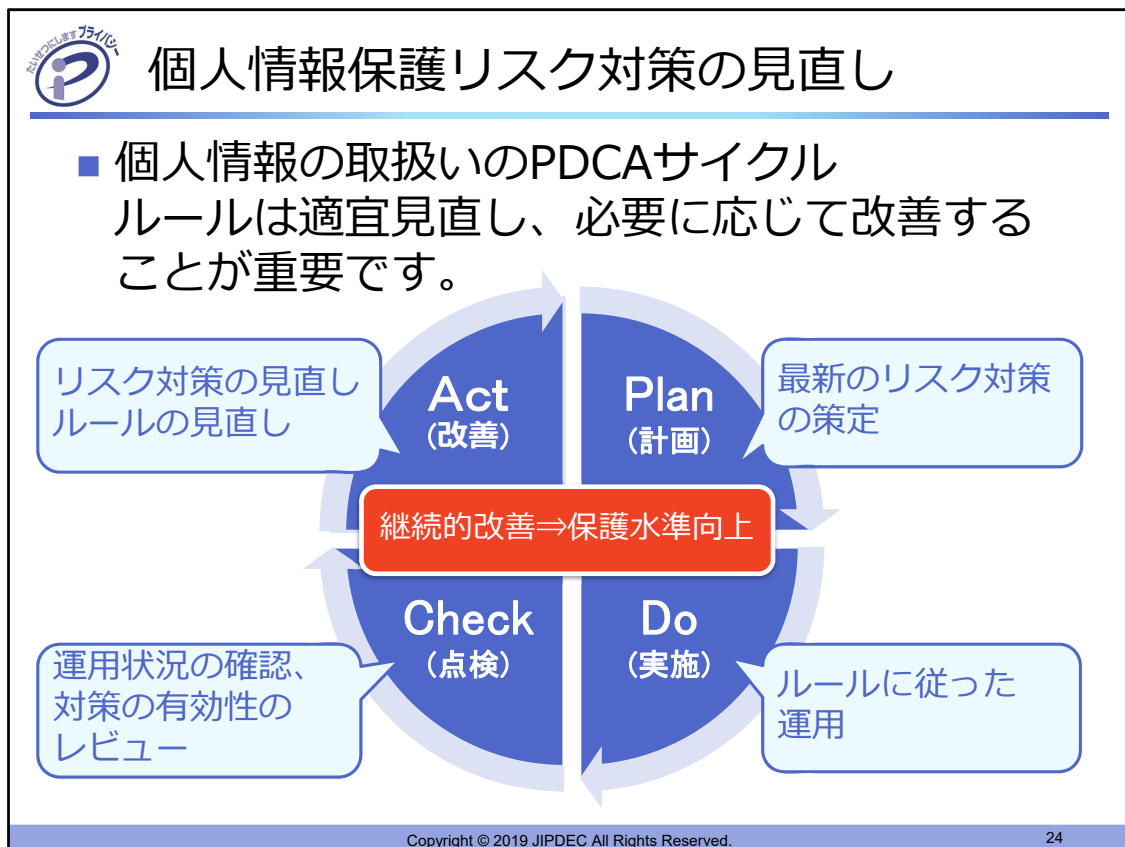 たいせつにしますプライバシー
個人情報保護リスク対策の見直し
■ 個人情報の取扱いのPDCAサイクル
ルールは適宜見直し、必要に応じて改善する
ことが重要です。
リスク対策の見直し
ルールの見直し
Act
(改善)
Plan
(計画)
最新のリスク対策
の策定
継続的改善⇒保護水準向上
運用状況の確認、
対策の有効性の
レビュー
Check
(点検)
Do
(実施)
ルールに従った
運用
Copyright © 2019 JIPDEC All Rights Reserved.
24